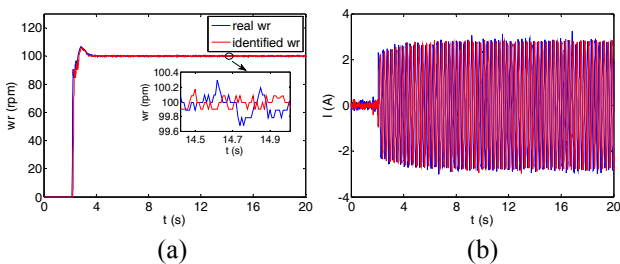 120
100
80
60
40
20
0
wr (rpm)
0 4 8 12 16 20
t (s)
real wr
identified wr
100.4
100.2
100
99.8
99.6
wr (rpm)
14.5 14.7 14.9
t (s)
(a)
4
2
0
-2
-4
I (A)
0 4 8 12 16 20
t (s)
(b)